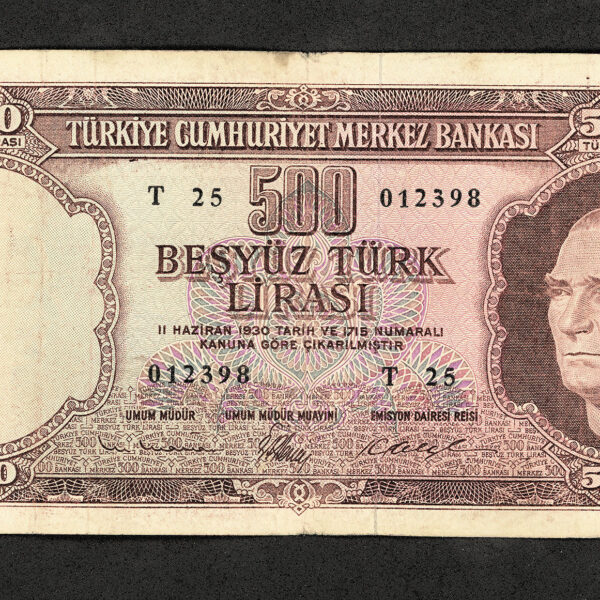 TÜRKİYE CUMHURİYET MERKEZ BANKASI
T 25 500 012398
BEŞYÜZ TÜRK
LİRASI
11 HAZİRAN 1930 TARİH VE 1715 NUMARALI
KANUNA GÖRE ÇIKARILMIŞTIR
012398 T 25
UMUM MÜDÜR UMUM MÜDÜR MUAVİNİ EMİSYON DAİRESİ REİSİ